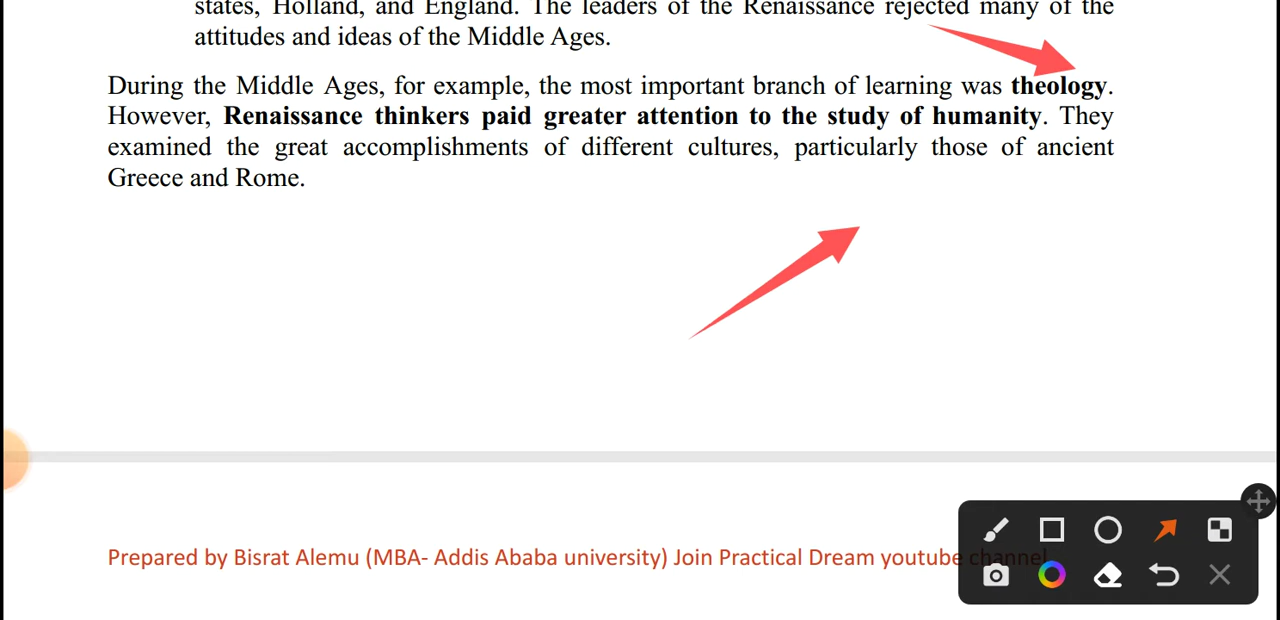 states, Holland, and England. The leaders of the Renaissance rejected many of the
attitudes and ideas of the Middle Ages.
During the Middle Ages, for example, the most important branch of learning was theology.
However, Renaissance thinkers paid greater attention to the study of humanity. They
examined the great accomplishments of different cultures, particularly those of ancient
Greece and Rome.
Prepared by Bisrat Alemu (MBA- Addis Ababa university) Join Practical Dream youtube channel